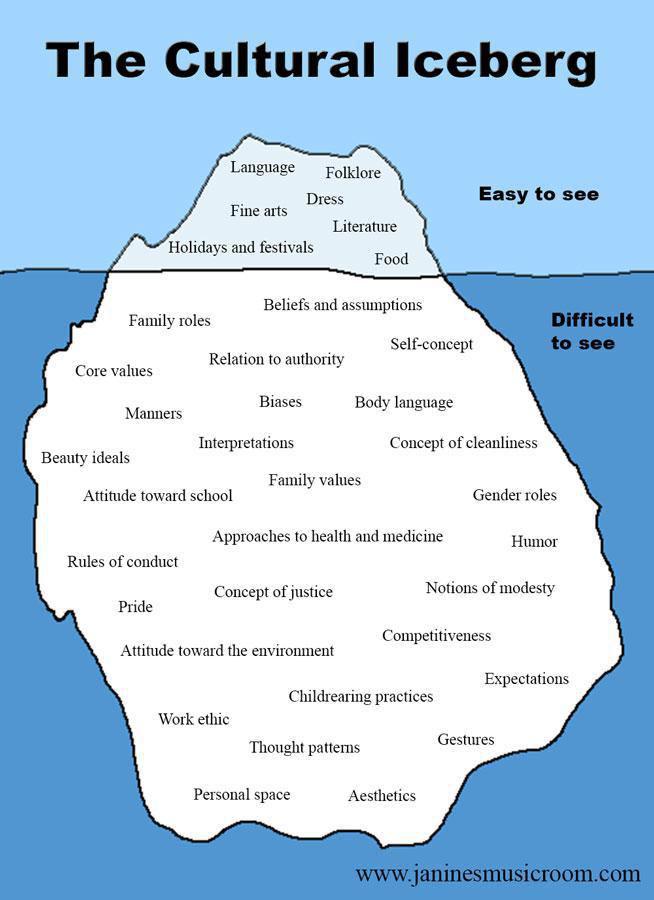 The Cultural Iceberg
Language
Folklore
Dress
Fine arts
Literature
Holidays and festivals
Food
Easy to see
Beliefs and assumptions
Family roles
Difficult
to see
Self-concept
Relation to authority
Core values
Biases
Body language
Manners
Interpretations
Concept of cleanliness
Beauty ideals
Family values
Attitude toward school
Gender roles
Approaches to health and medicine
Humor
Rules of conduct
Concept of justice
Notions of modesty
Pride
Competitiveness
Attitude toward the environment
Expectations
Childrearing practices
Work ethic
Gestures
Thought patterns
Personal space
Aesthetics
www.janinesmusicroom.com